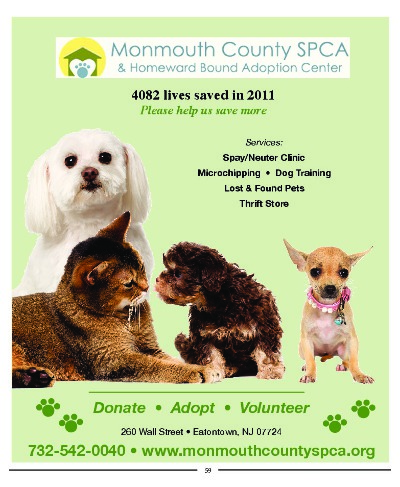 Monmouth County SPCA
& Homeward Bound Adoption Center
4082 lives saved in 2011
Please help us save more
Services:
Spay/Neuter Clinic
Microchipping • Dog Training
Lost & Found Pets
Thrift Store
Donate • Adopt • Volunteer
260 Wall Street • Eatontown, NJ 07724
732-542-0040 • www.monmouthcountyspca.org
59